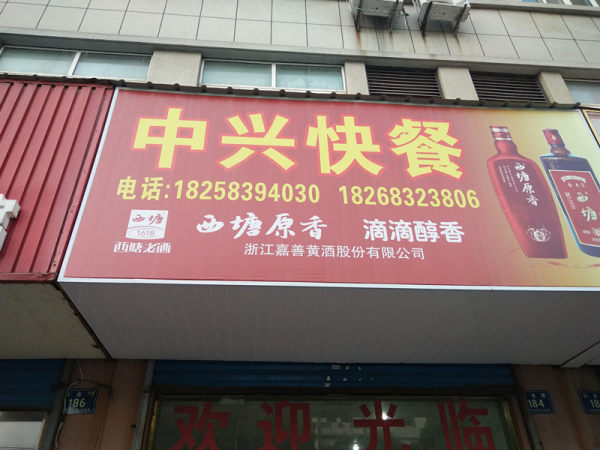 中兴快餐
电话:18258394030 18268323806
西塘
1618
西塘老酒
西塘原香 滴滴醇香
浙江嘉善黄酒股份有限公司
西塘原香
西塘
186
184
欢迎光临